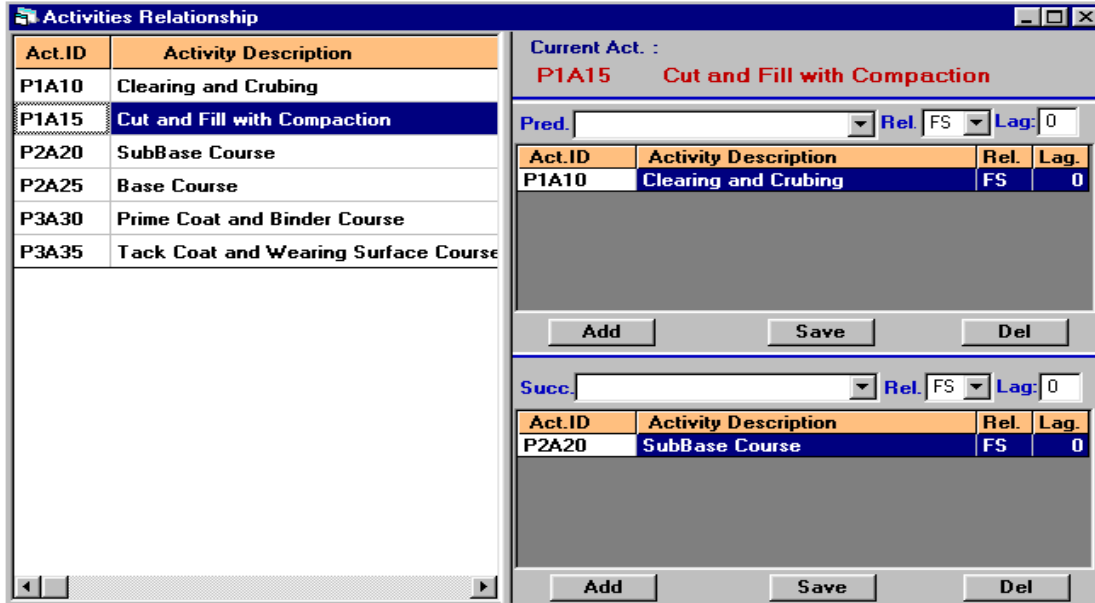 Activities Relationship
Act.ID Activity Description
P1A10 Clearing and Crubing
P1A15 Cut and Fill with Compaction
P2A20 SubBase Course
P2A25 Base Course
P3A30 Prime Coat and Binder Course
P3A35 Tack Coat and Wearing Surface Course
Current Act. :
P1A15 Cut and Fill with Compaction
Pred. Rel. FS Lag: 0
Act.ID Activity Description Rel. Lag.
P1A10 Clearing and Crubing FS 0
Add Save Del
Succ. Rel. FS Lag: 0
Act.ID Activity Description Rel. Lag.
P2A20 SubBase Course FS 0
Add Save Del